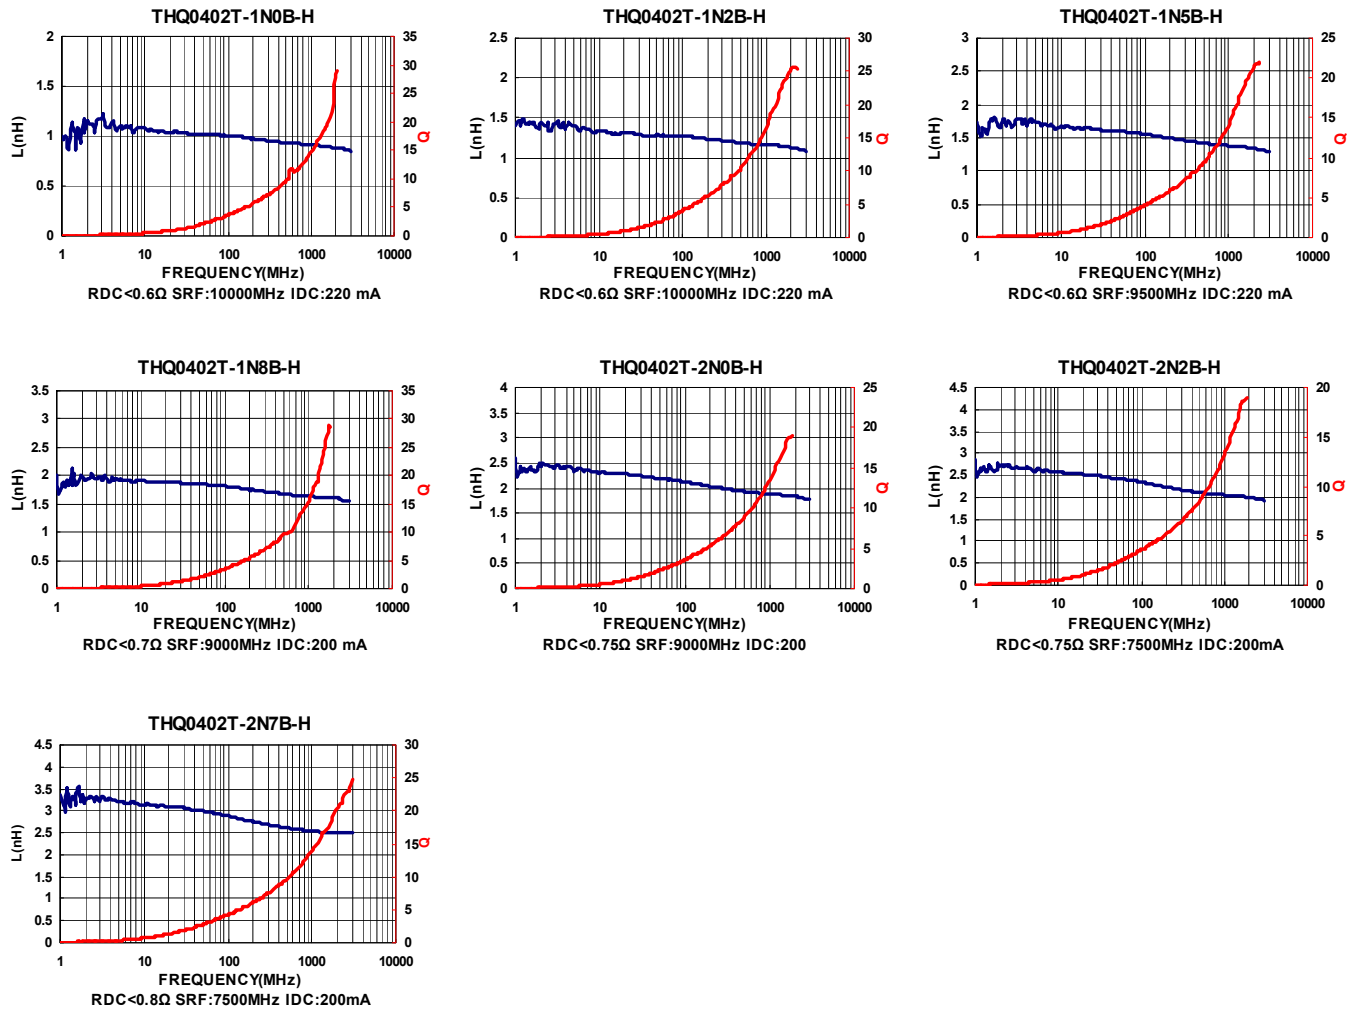 THQ0402T-1N0B-H
2
1.5
1
0.5
0
L(nH)
35
30
25
20
15
10
5
0
Q
1 10 100 1000 10000
FREQUENCY(MHz)
RDC<0.6Ω SRF:10000MHz IDC:220 mA
THQ0402T-1N2B-H
2.5
2
1.5
1
0.5
0
L(nH)
30
25
20
15
10
5
0
Q
1 10 100 1000 10000
FREQUENCY(MHz)
RDC<0.6Ω SRF:10000MHz IDC:220 mA
THQ0402T-1N5B-H
3
2.5
2
1.5
1
0.5
0
L(nH)
25
20
15
10
5
0
Q
1 10 100 1000 10000
FREQUENCY(MHz)
RDC<0.6Ω SRF:9500MHz IDC:220 mA
THQ0402T-1N8B-H
3.5
3
2.5
2
1.5
1
0.5
0
L(nH)
35
30
25
20
15
10
5
0
Q
1 10 100 1000 10000
FREQUENCY(MHz)
RDC<0.7Ω SRF:9000MHz IDC:200 mA
THQ0402T-2N0B-H
4
3.5
3
2.5
2
1.5
1
0.5
0
L(nH)
25
20
15
10
5
0
Q
1 10 100 1000 10000
FREQUENCY(MHz)
RDC<0.75Ω SRF:9000MHz IDC:200
THQ0402T-2N2B-H
4.5
4
3.5
3
2.5
2
1.5
1
0.5
0
L(nH)
20
15
10
5
0
Q
1 10 100 1000 10000
FREQUENCY(MHz)
RDC<0.75Ω SRF:7500MHz IDC:200mA
THQ0402T-2N7B-H
4.5
4
3.5
3
2.5
2
1.5
1
0.5
0
L(nH)
30
25
20
15
10
5
0
Q
1 10 100 1000 10000
FREQUENCY(MHz)
RDC<0.8Ω SRF:7500MHz IDC:200mA